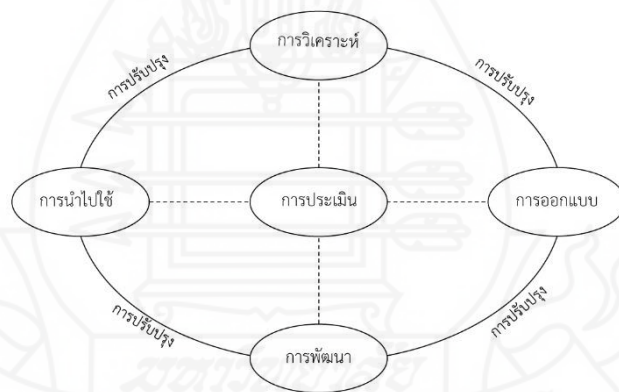 การวิเคราะห์
การปรับปรุง
การปรับปรุง
การนำไปใช้
การประเมิน
การออกแบบ
การปรับปรุง
การปรับปรุง
การพัฒนา